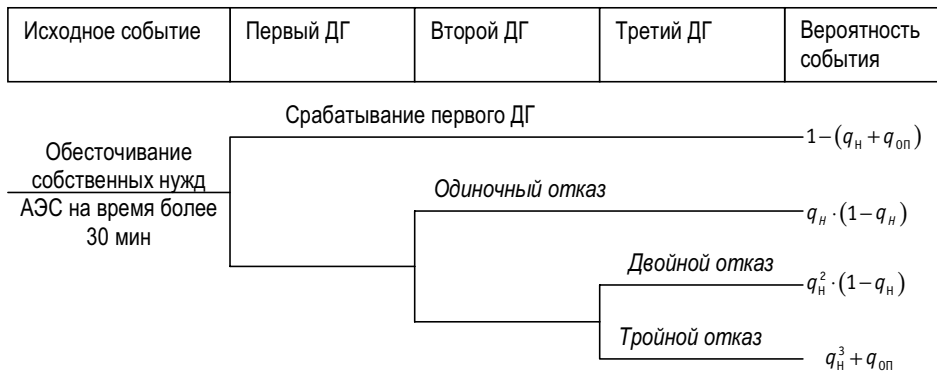 Исходное событие
Первый ДГ
Второй ДГ
Третий ДГ
Вероятность
события
Срабатывание первого ДГ
1−(qн+qоп)
Обесточивание
собственных нужд
АЭС на время более
30 мин
Одиночный отказ
qн·(1−qн)
Двойной отказ
qн²·(1−qн)
Тройной отказ
qн³+qоп